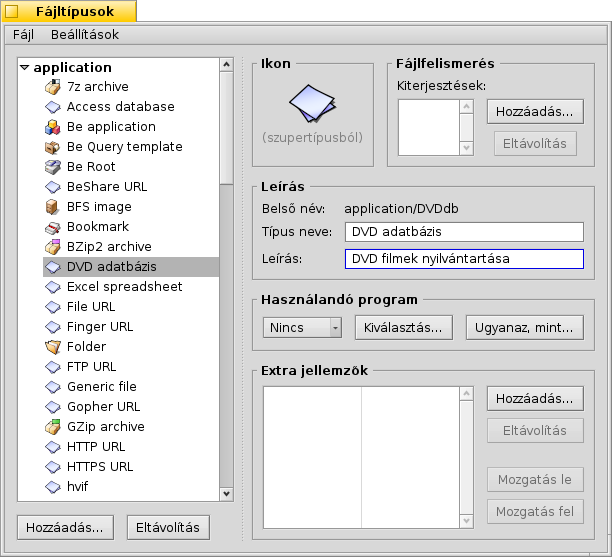 Fájltípusok
Fájl Beállítások
application
7z archive
Access database
Be application
Be Query template
Be Root
BeShare URL
BFS image
Bookmark
BZip2 archive
DVD adatbázis
Excel spreadsheet
File URL
Finger URL
Folder
FTP URL
Generic file
Gopher URL
GZip archive
HTTP URL
HTTPS URL
hvif
Hozzáadás... Eltávolítás
Ikon
(szupertípusból)
Fájlfelismerés
Kiterjesztések:
Hozzáadás...
Eltávolítás
Leírás
Belső név: application/DVDdb
Típus neve: DVD adatbázis
Leírás: DVD filmek nyilvántartása
Használandó program
Nincs Kiválasztás... Ugyanaz, mint...
Extra jellemzők
Hozzáadás...
Eltávolítás
Mozgatás le
Mozgatás fel